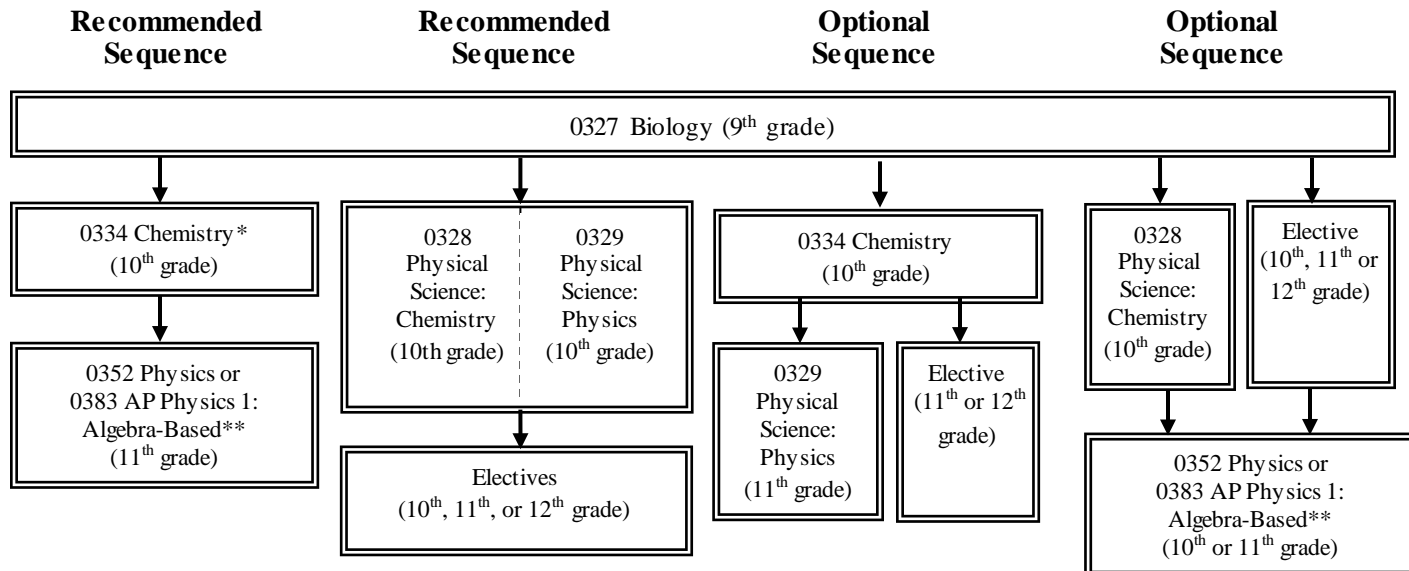 Recommended
Sequence
Recommended
Sequence
Optional
Sequence
Optional
Sequence
0327 Biology (9th grade)
0334 Chemistry*
(10th grade)
0352 Physics or
0383 AP Physics 1:
Algebra-Based**
(11th grade)
0328
Physical
Science:
Chemistry
(10th grade)
0329
Physical
Science:
Physics
(10th grade)
Electives
(10th, 11th, or 12th grade)
0334 Chemistry
(10th grade)
0329
Physical
Science:
Physics
(11th grade)
Elective
(11th or 12th
grade)
0328
Physical
Science:
Chemistry
(10th grade)
Elective
(10th, 11th or
12th grade)
0352 Physics or
0383 AP Physics 1:
Algebra-Based**
(10th or 11th grade)